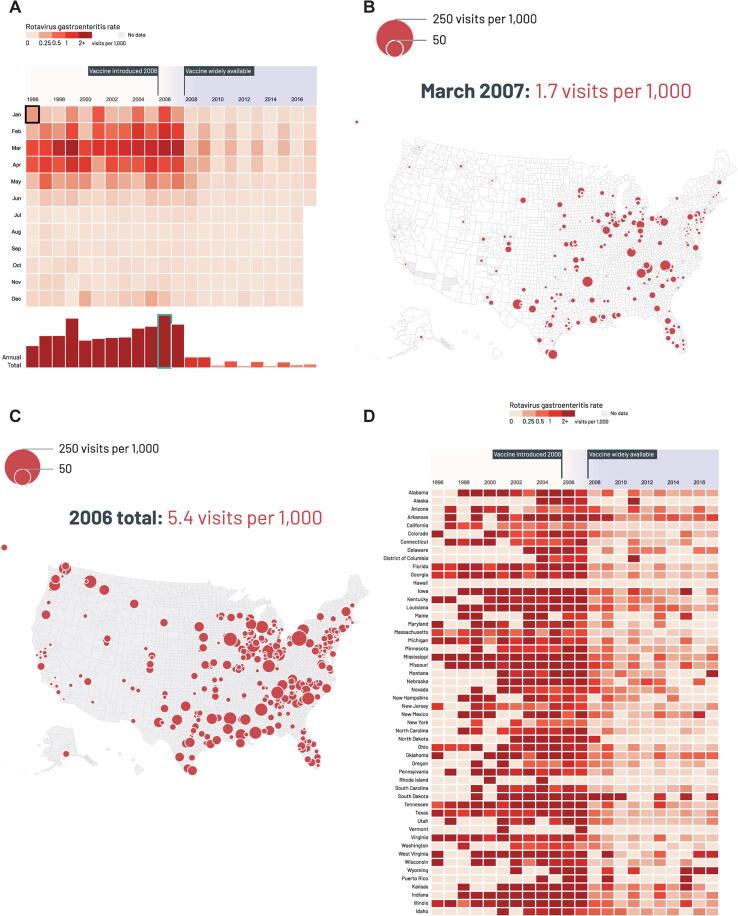 A
Rotavirus gastroenteritis rate
No data
0 0.25 0.5 1 2+ visits per 1,000
Vaccine introduced 2006
Vaccine widely available
1996 1998 2000 2002 2004 2006 2008 2010 2012 2014 2016
Jan
Feb
Mar
Apr
May
Jun
Jul
Aug
Sep
Oct
Nov
Dec
Annual
Total
B
250 visits per 1,000
50
March 2007: 1.7 visits per 1,000
C
250 visits per 1,000
50
2006 total: 5.4 visits per 1,000
D
Rotavirus gastroenteritis rate
No data
0 0.25 0.5 1 2+ visits per 1,000
Vaccine introduced 2006
Vaccine widely available
1996 1998 2000 2002 2004 2006 2008 2010 2012 2014 2016
Alabama
Alaska
Arizona
Arkansas
California
Colorado
Connecticut
Delaware
District of Columbia
Florida
Georgia
Hawaii
Iowa
Kentucky
Louisiana
Maine
Maryland
Massachusetts
Michigan
Minnesota
Mississippi
Missouri
Montana
Nebraska
Nevada
New Hampshire
New Jersey
New Mexico
New York
North Carolina
North Dakota
Ohio
Oklahoma
Oregon
Pennsylvania
Rhode Island
South Carolina
South Dakota
Tennessee
Texas
Utah
Vermont
Virginia
Washington
West Virginia
Wisconsin
Wyoming
Puerto Rico
Kansas
Indiana
Illinois
Idaho